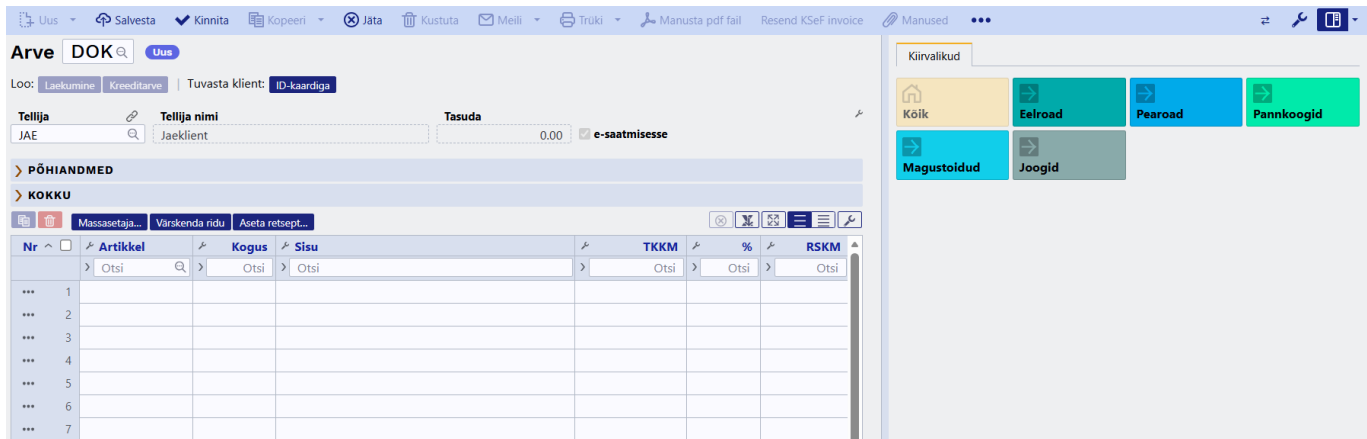 Uus Salvesta Kinnita Kopeeri Jäta Kustuta Meili Trüki Manusta pdf fail Resend KSeF invoice Manused
Arve DOK Uus
Loo: Laekumine Kreeditarve Tuvasta klient: ID-kaardiga
Tellija Tellija nimi Tasuda
JAE Jaeklient 0.00 e-saatmisesse
PÕHIANDMED
KOKKU
Massasetaja... Värskenda ridu Aseta retsept...
Nr Artikkel Kogus Sisu TKKM % RSKM
Otsi Otsi Otsi Otsi Otsi Otsi
1
2
3
4
5
6
7
Kiirvalikud
Kõik Eelroad Pearoad Pannkoogid
Magustoidud Joogid